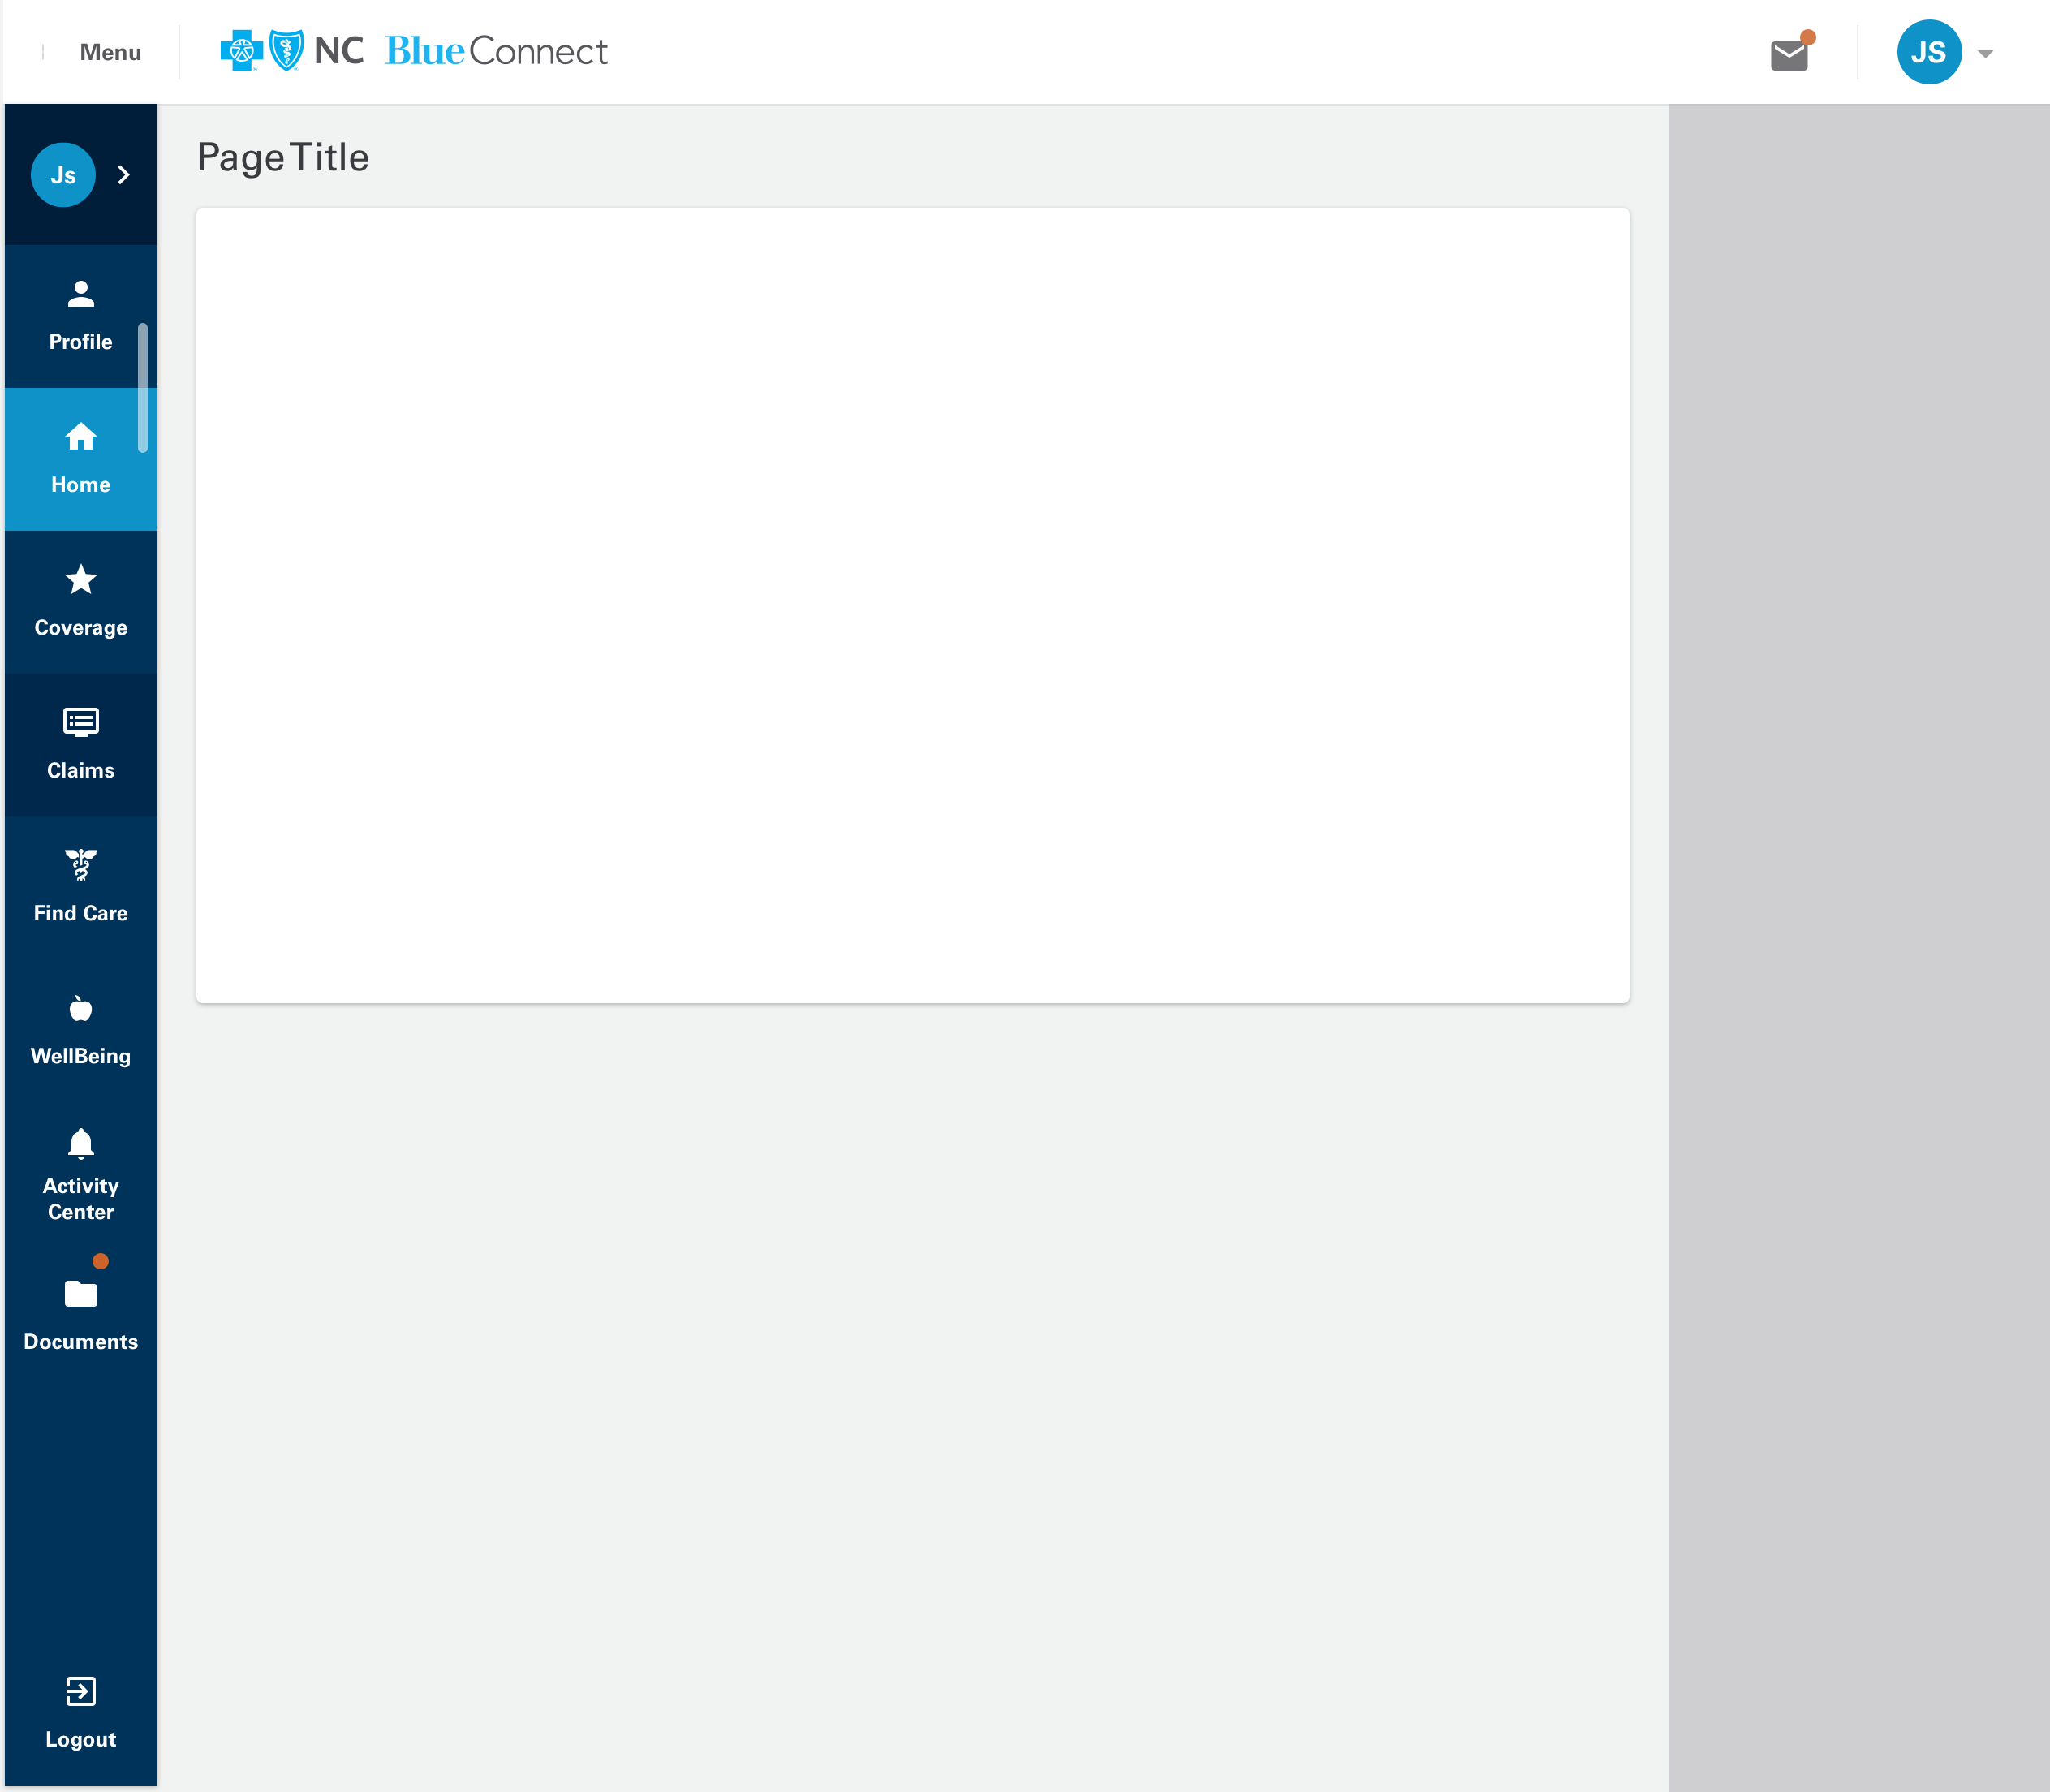 Menu
NC BlueConnect
JS
Js
Page Title
Profile
Home
Coverage
Claims
Find Care
WellBeing
Activity
Center
Documents
Logout